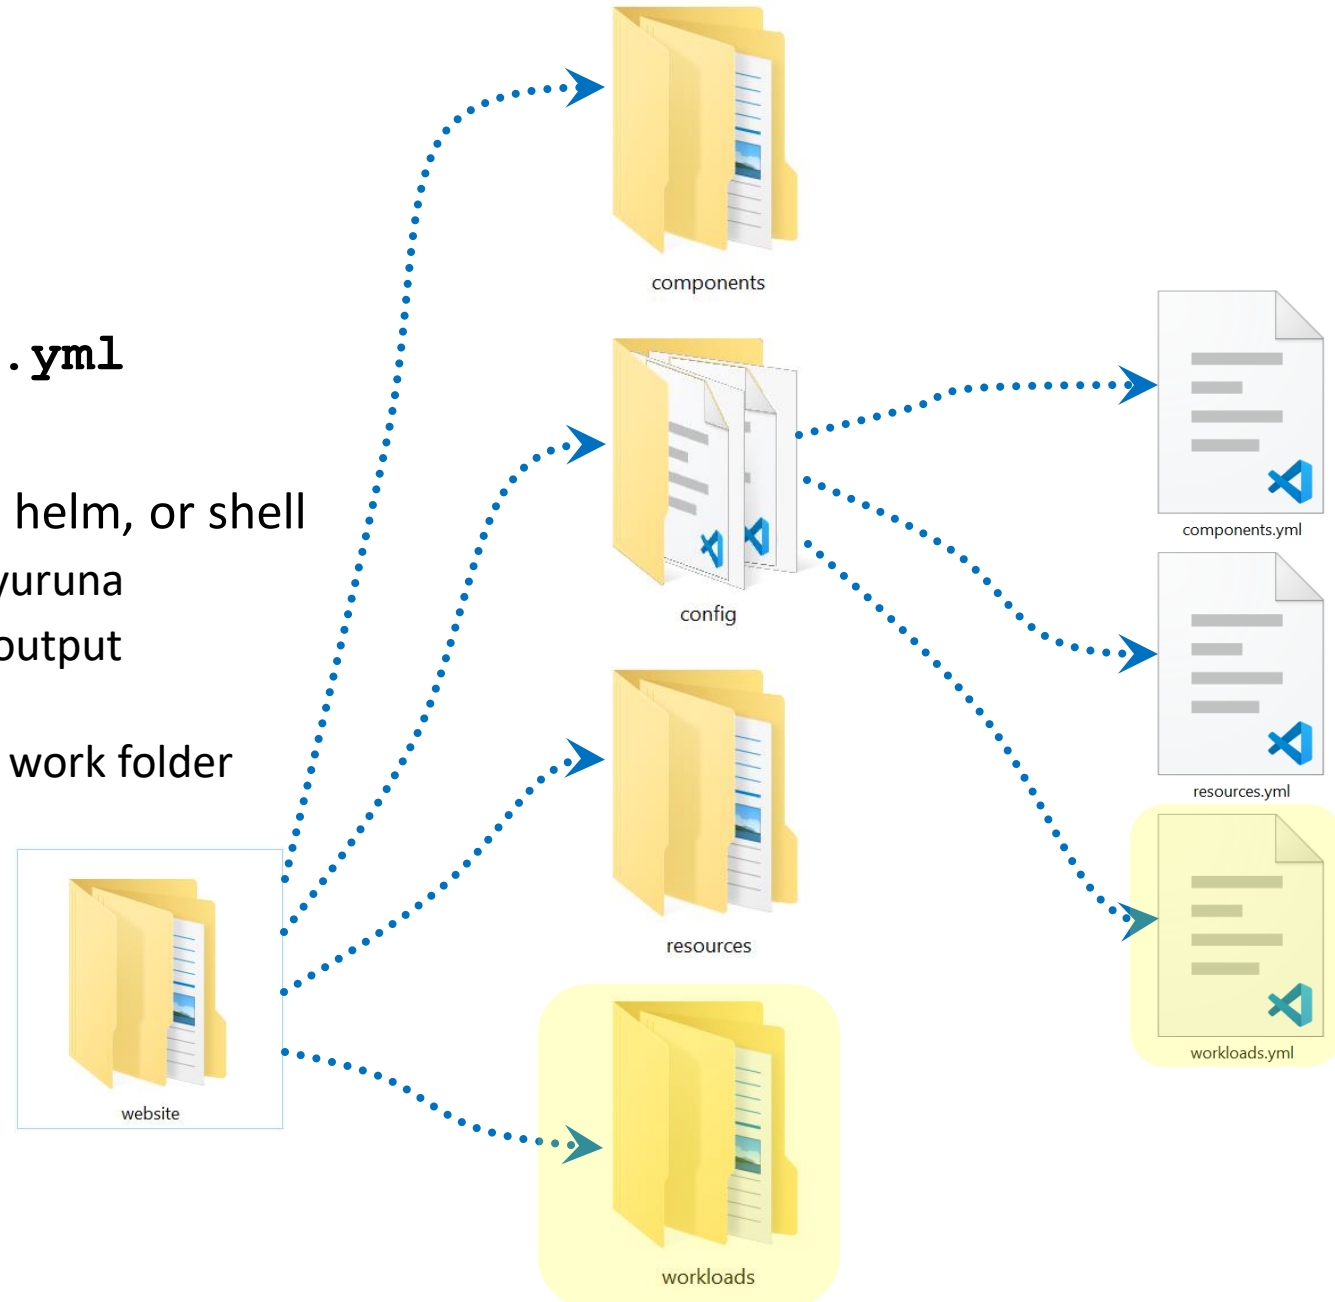 .yml
helm, or shell
yuruna
output
work folder
website
components
config
resources
workloads
components.yml
resources.yml
workloads.yml